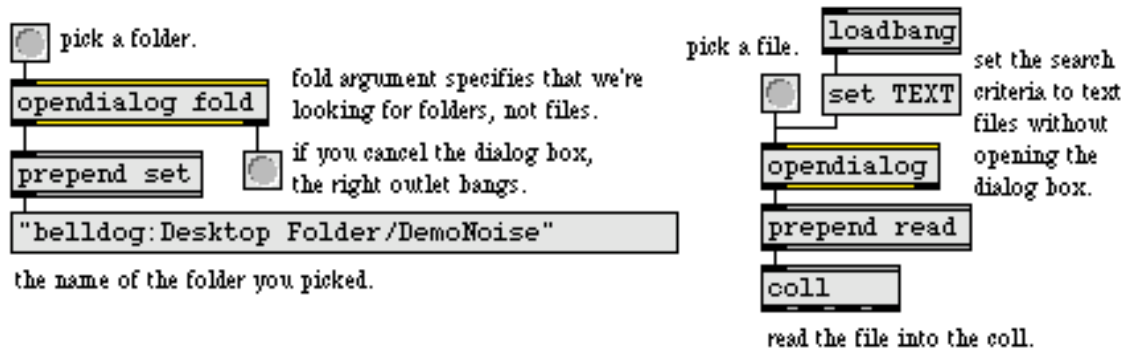 pick a folder.
opendialog fold
fold argument specifies that we're
looking for folders, not files.
prepend set
if you cancel the dialog box,
the right outlet bangs.
"belldog:Desktop Folder/DemoNoise"
the name of the folder you picked.
pick a file.
loadbang
set TEXT
set the search
criteria to text
files without
opening the
dialog box.
opendialog
prepend read
coll
read the file into the coll.